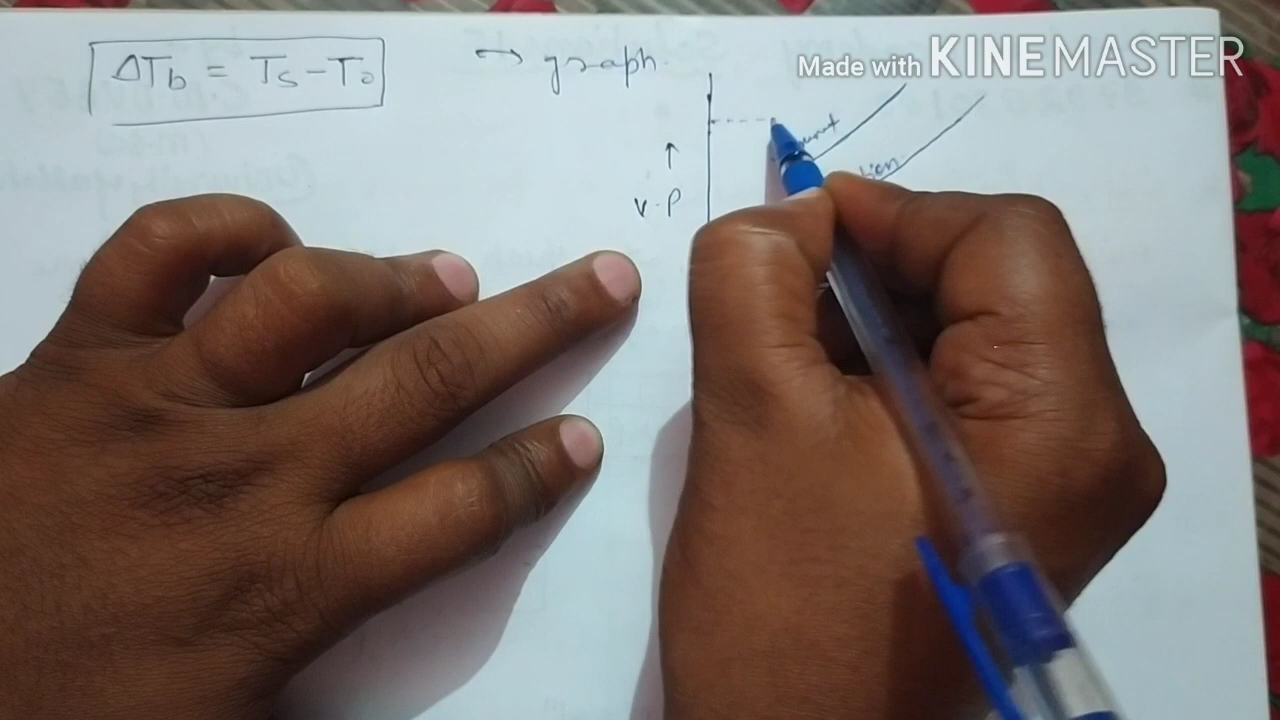 Made with KINEMASTER
ΔTb = Ts - To → graph.
↑
V.P